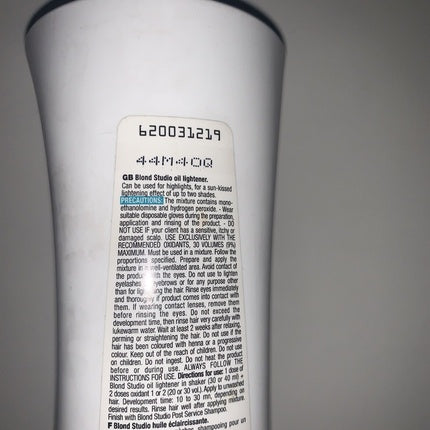 620031219
44M40Q
GB Blond Studio oil lightener.
Can be used for highlights, for a sun-kissed
lightening effect of up to two shades.
PRECAUTIONS: The mixture contains mono-
ethanolomine and hydrogen peroxide. - Wear
suitable disposable gloves during the preparation,
application and rinsing of the product. - DO
NOT USE if your client has a sensitive, itchy or
damaged scalp. USE EXCLUSIVELY WITH THE
RECOMMENDED OXIDANTS, 30 VOLUMES (9%)
MAXIMUM. Must be used in a mixture. Follow the
proportions specified. Prepare and apply the
mixture in a well-ventilated area. Avoid contact of
the product with the eyes. Do not use to lighten
eyelashes or eyebrows or for any purpose other
than for lightening the hair. Rinse eyes immediately
and thoroughly if product comes into contact with
them. If wearing contact lenses, remove them
before rinsing the eyes. Do not exceed the
development time, then rinse hair very carefully with
lukewarm water. Wait at least 2 weeks after relaxing,
perming or straightening the hair. Do not use if the
hair has been coloured with henna or a progressive
colour. Keep out of the reach of children. Do not use
on children. Do not ingest. Do not heat the product
before or during use. ALWAYS FOLLOW THE
INSTRUCTIONS FOR USE. Directions for use: 1 dose of
Blond Studio oil lightener in shaker (30 or 40 ml) +
2 doses oxidant 1 or 2 (20 or 30 vol.). Apply to unwashed
hair. Development time: 10 to 30 mn, depending on
desired results. Rinse hair well after applying mixture.
Finish with Blond Studio Post Service Shampoo.
F Blond Studio huile éclaircissante.
shampooing pour un